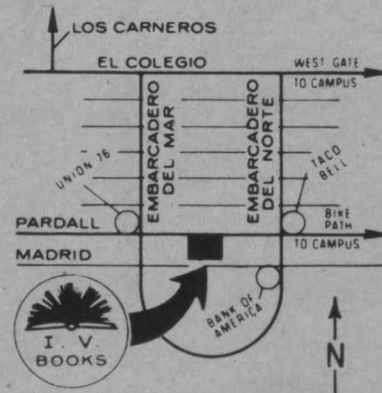 LOS CARNEROS
EL COLEGIO
WEST GATE
TO CAMPUS
EMBARCADERO
DEL MAR
EMBARCADERO
DEL NORTE
UNION 76
TACO
BELL
PARDALL
BIKE
PATH
TO CAMPUS
MADRID
I. V.
BOOKS
BANK OF
AMERICA
N